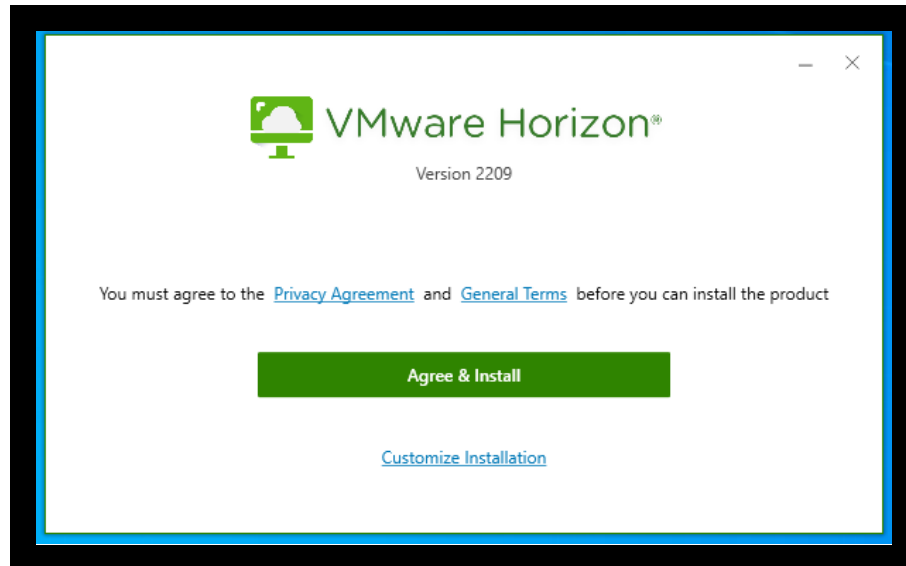 VMware Horizon®
Version 2209
You must agree to the Privacy Agreement and General Terms before you can install the product
Agree & Install
Customize Installation